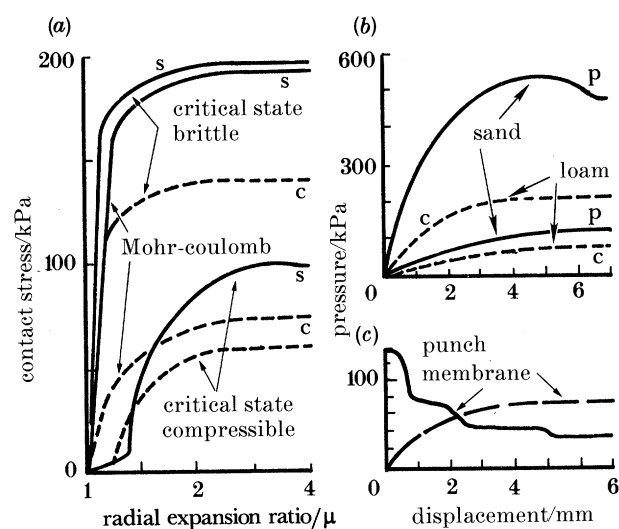 (a)
200
100
0
1
2
4
contact stress/kPa
radial expansion ratio/μ
s
s
critical state
brittle
c
Mohr-coulomb
s
c
c
critical state
compressible
(b)
600
300
0
2
4
6
pressure/kPa
p
sand
loam
c
p
c
(c)
100
0
2
4
6
punch
membrane
displacement/mm